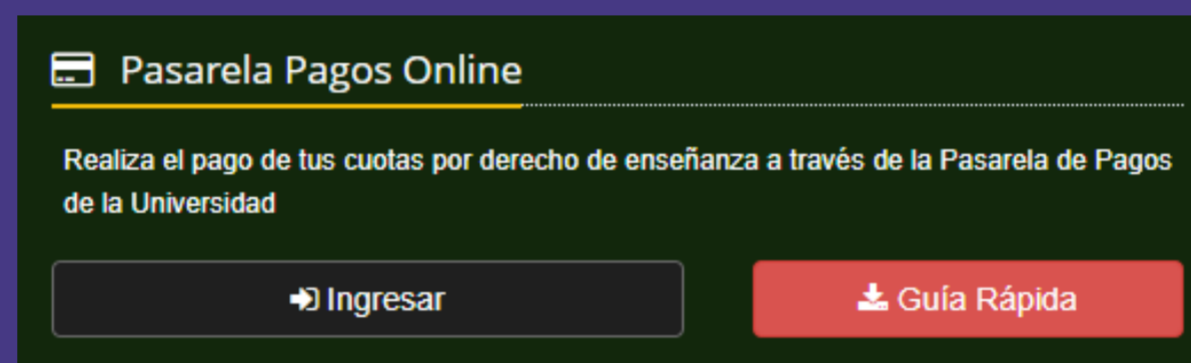 Pasarela Pagos Online
Realiza el pago de tus cuotas por derecho de enseñanza a través de la Pasarela de Pagos
de la Universidad
Ingresar
Guía Rápida